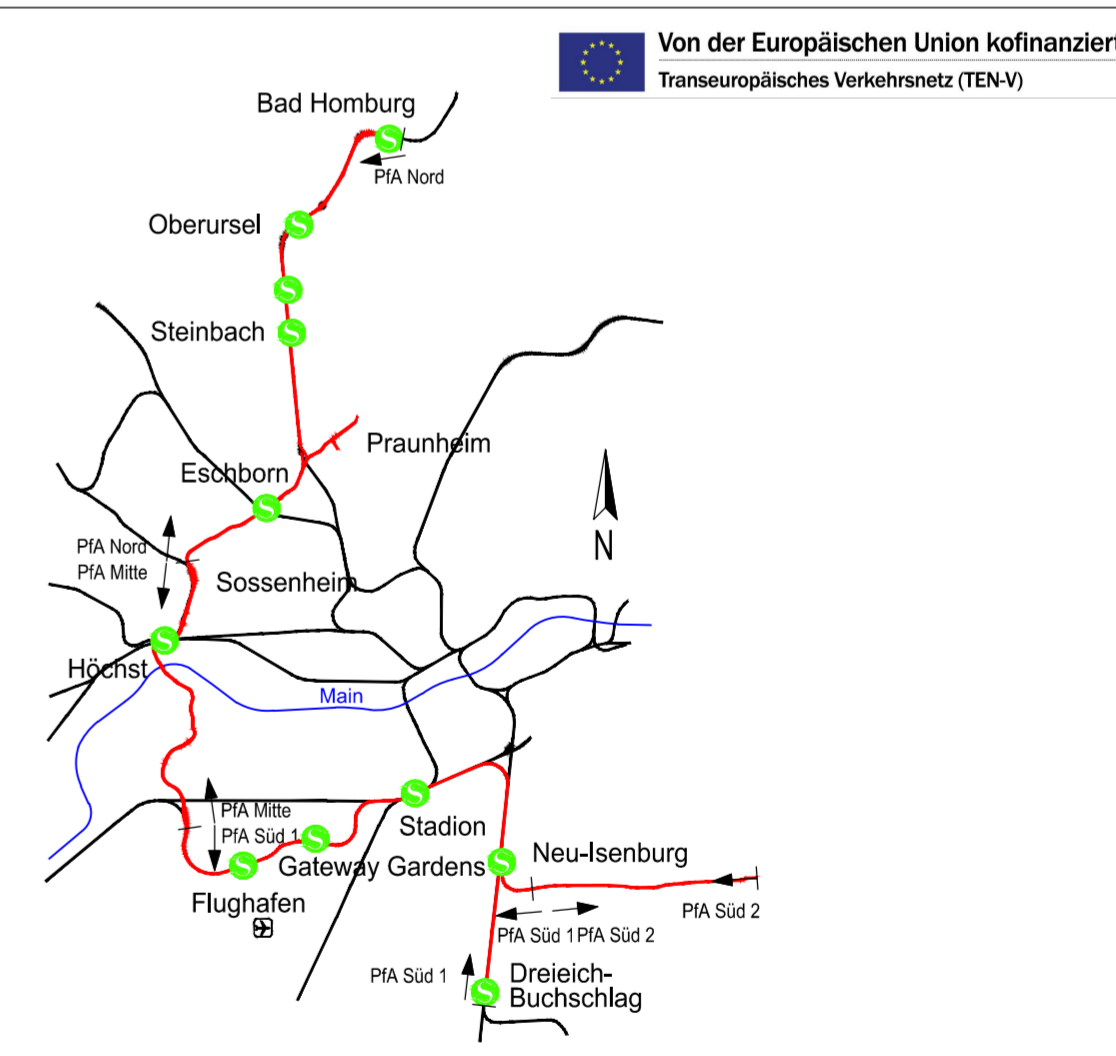 Von der Europäischen Union kofinanziert
Transeuropäisches Verkehrsnetz (TEN-V)
Bad Homburg
PfA Nord
Oberursel
Steinbach
Praunheim
Eschborn
PfA Nord
PfA Mitte
Sossenheim
N
Höchst
Main
PfA Mitte
PfA Süd 1
Stadion
Gateway Gardens
Neu-Isenburg
Flughafen
PfA Süd 2
PfA Süd 1 PfA Süd 2
PfA Süd 1
Dreieich-
Buchschlag